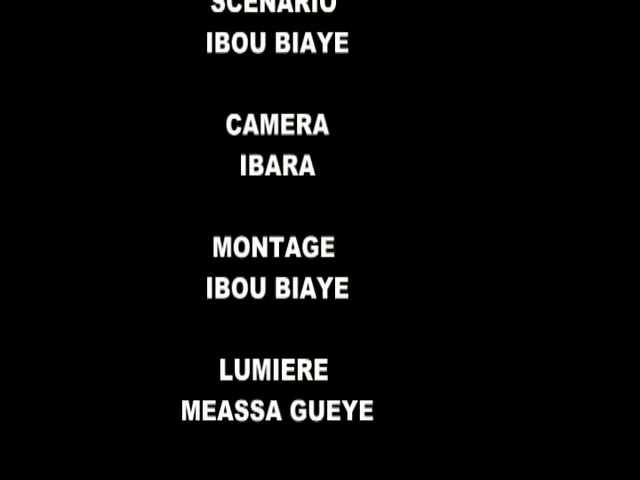 SCENARIO
IBOU BIAYE
CAMERA
IBARA
MONTAGE
IBOU BIAYE
LUMIERE
MEASSA GUEYE